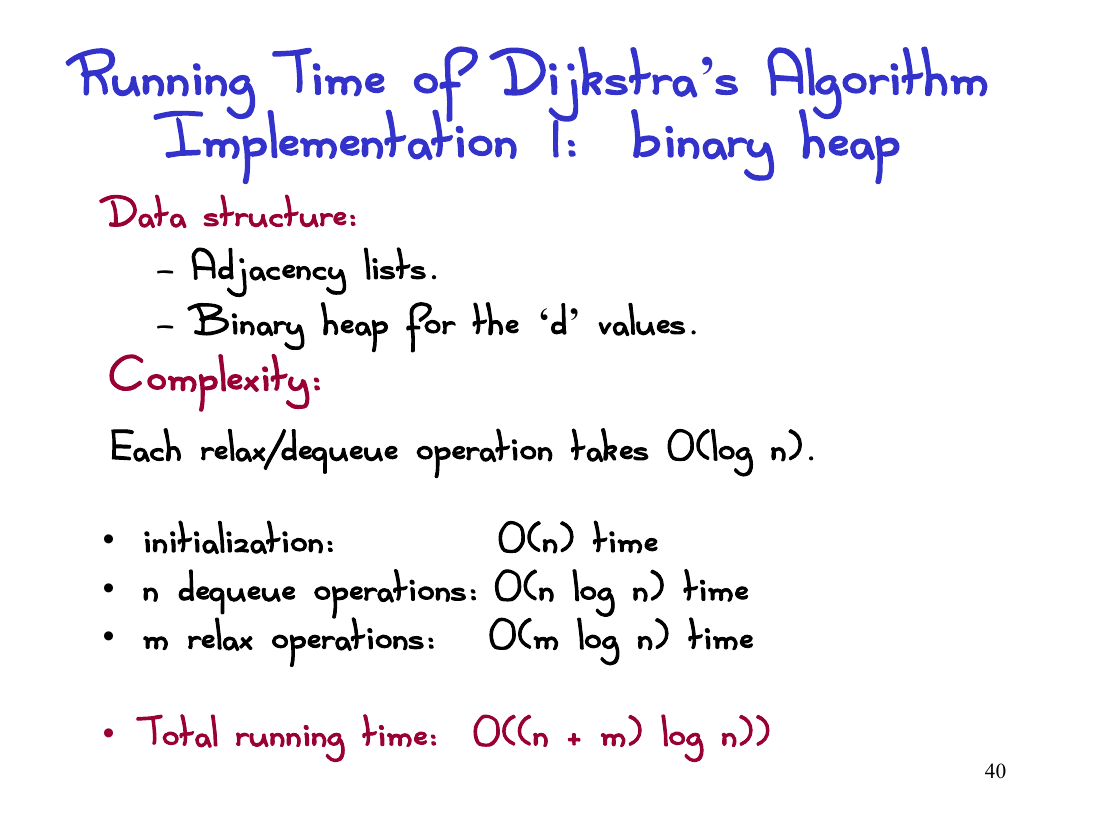 Running Time of Dijkstra's Algorithm
Implementation 1: binary heap
Data structure:
– Adjacency lists.
– Binary heap for the ‘d’ values.
Complexity:
Each relax/dequeue operation takes O(log n).
• initialization: O(n) time
• n dequeue operations: O(n log n) time
• m relax operations: O(m log n) time
• Total running time: O((n + m) log n))
40